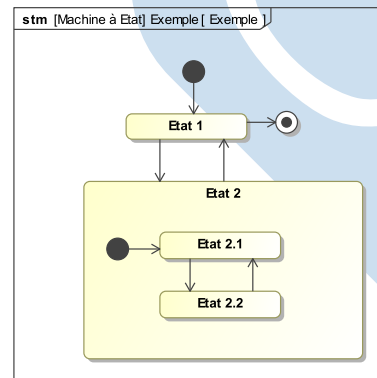 stm [Machine à Etat] Exemple [ Exemple ]
Etat 1
Etat 2
Etat 2.1
Etat 2.2